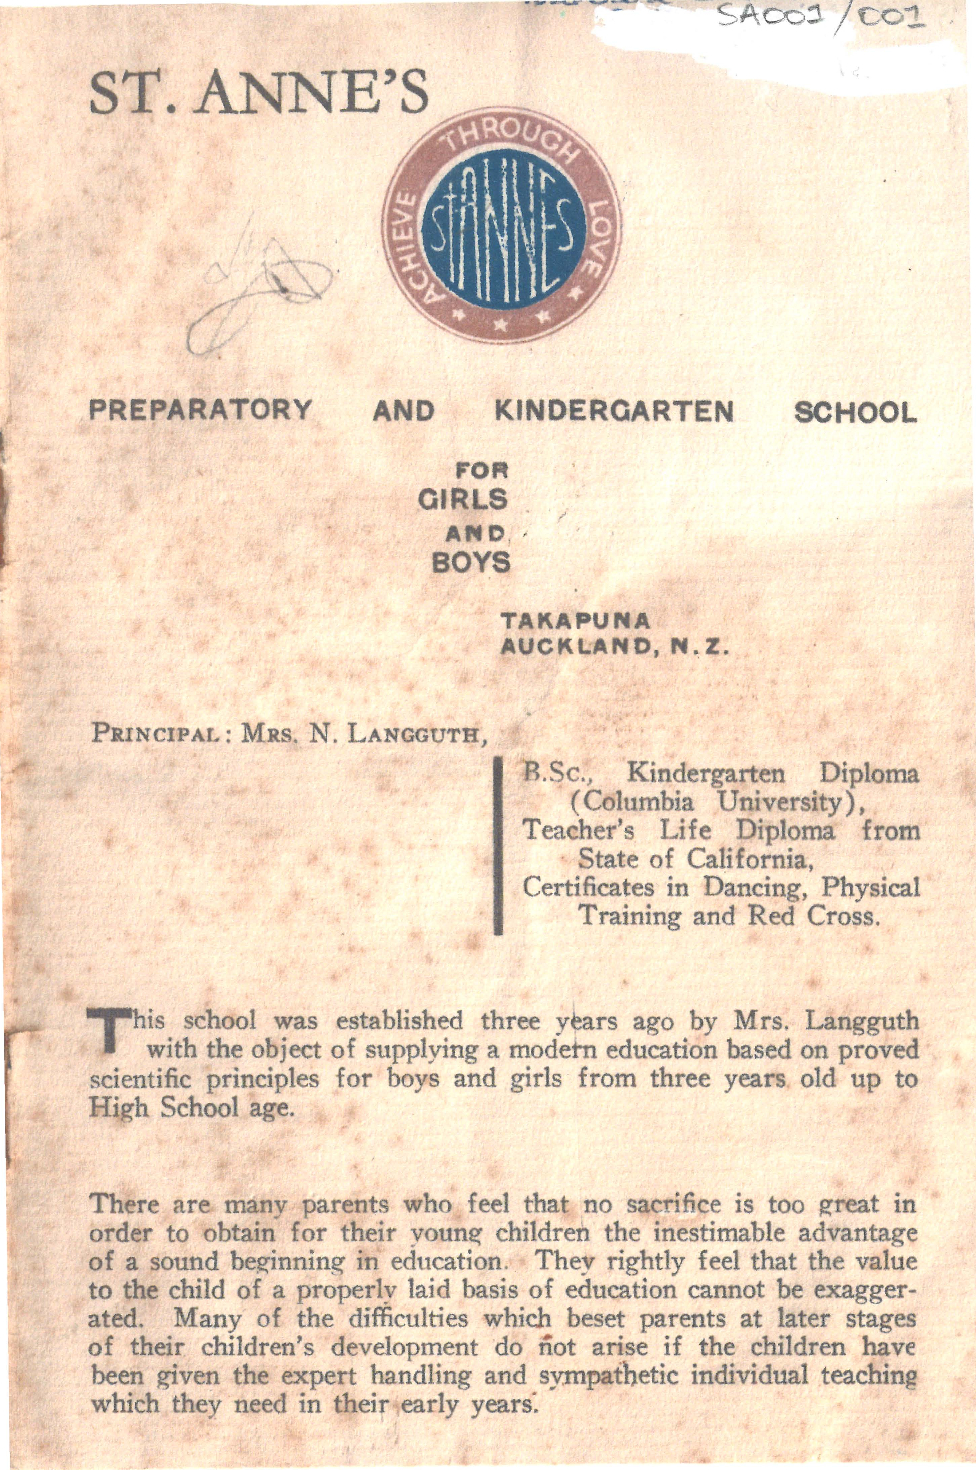 SA001/001
ST. ANNE'S
ACHIEVE THROUGH LOVE
St ANNES
PREPARATORY AND KINDERGARTEN SCHOOL
FOR
GIRLS
AND
BOYS
TAKAPUNA
AUCKLAND, N.Z.
PRINCIPAL: MRS. N. LANGGUTH,
B.Sc., Kindergarten Diploma
(Columbia University),
Teacher's Life Diploma from
State of California,
Certificates in Dancing, Physical
Training and Red Cross.
This school was established three years ago by Mrs. Langguth
with the object of supplying a modern education based on proved
scientific principles for boys and girls from three years old up to
High School age.
There are many parents who feel that no sacrifice is too great in
order to obtain for their young children the inestimable advantage
of a sound beginning in education. They rightly feel that the value
to the child of a properly laid basis of education cannot be exagger-
ated. Many of the difficulties which beset parents at later stages
of their children's development do not arise if the children have
been given the expert handling and sympathetic individual teaching
which they need in their early years.